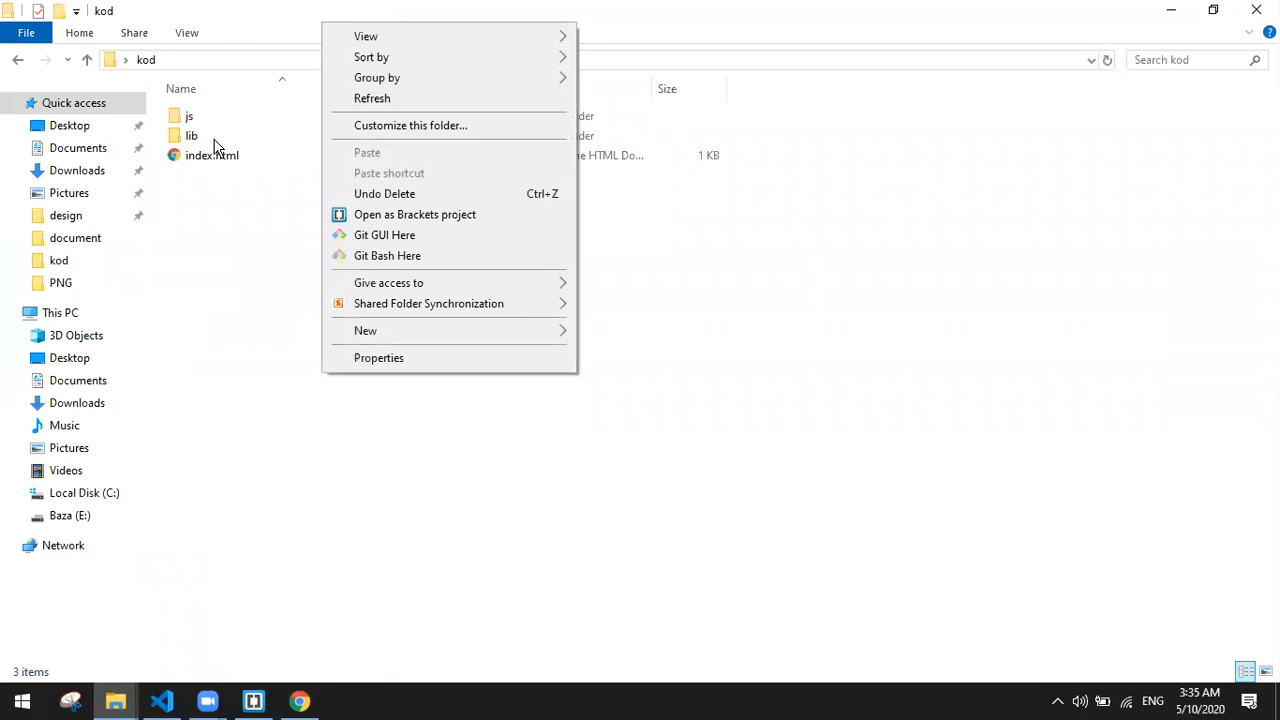 kod
File Home Share View
kod
Search kod
Name Size
Quick access
Desktop
Documents
Downloads
Pictures
design
document
kod
PNG
This PC
3D Objects
Desktop
Documents
Downloads
Music
Pictures
Videos
Local Disk (C:)
Baza (E:)
Network
js
lib
index.html
der
der
e HTML Do... 1 KB
View
Sort by
Group by
Refresh
Customize this folder...
Paste
Paste shortcut
Undo Delete Ctrl+Z
Open as Brackets project
Git GUI Here
Git Bash Here
Give access to
Shared Folder Synchronization
New
Properties
3 items
ENG
3:35 AM
5/10/2020